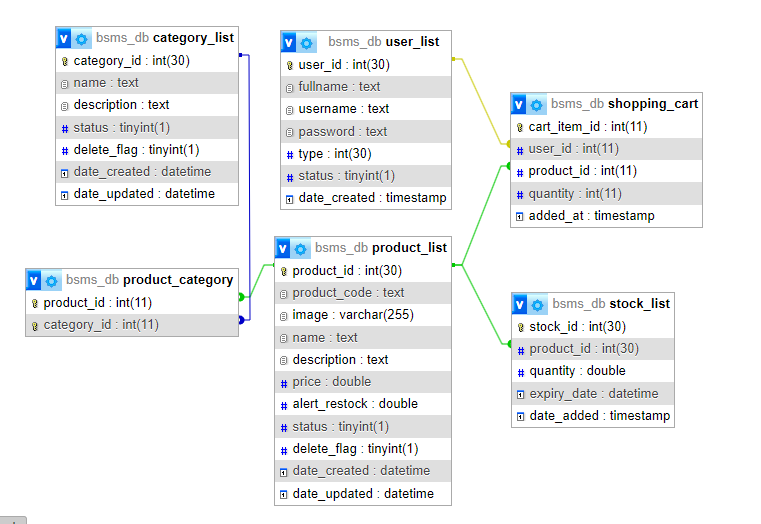 bsms_db category_list
category_id : int(30)
name : text
description : text
status : tinyint(1)
delete_flag : tinyint(1)
date_created : datetime
date_updated : datetime
bsms_db user_list
user_id : int(30)
fullname : text
username : text
password : text
type : int(30)
status : tinyint(1)
date_created : timestamp
bsms_db shopping_cart
cart_item_id : int(11)
user_id : int(11)
product_id : int(11)
quantity : int(11)
added_at : timestamp
bsms_db product_category
product_id : int(11)
category_id : int(11)
bsms_db product_list
product_id : int(30)
product_code : text
image : varchar(255)
name : text
description : text
price : double
alert_restock : double
status : tinyint(1)
delete_flag : tinyint(1)
date_created : datetime
date_updated : datetime
bsms_db stock_list
stock_id : int(30)
product_id : int(30)
quantity : double
expiry_date : datetime
date_added : timestamp